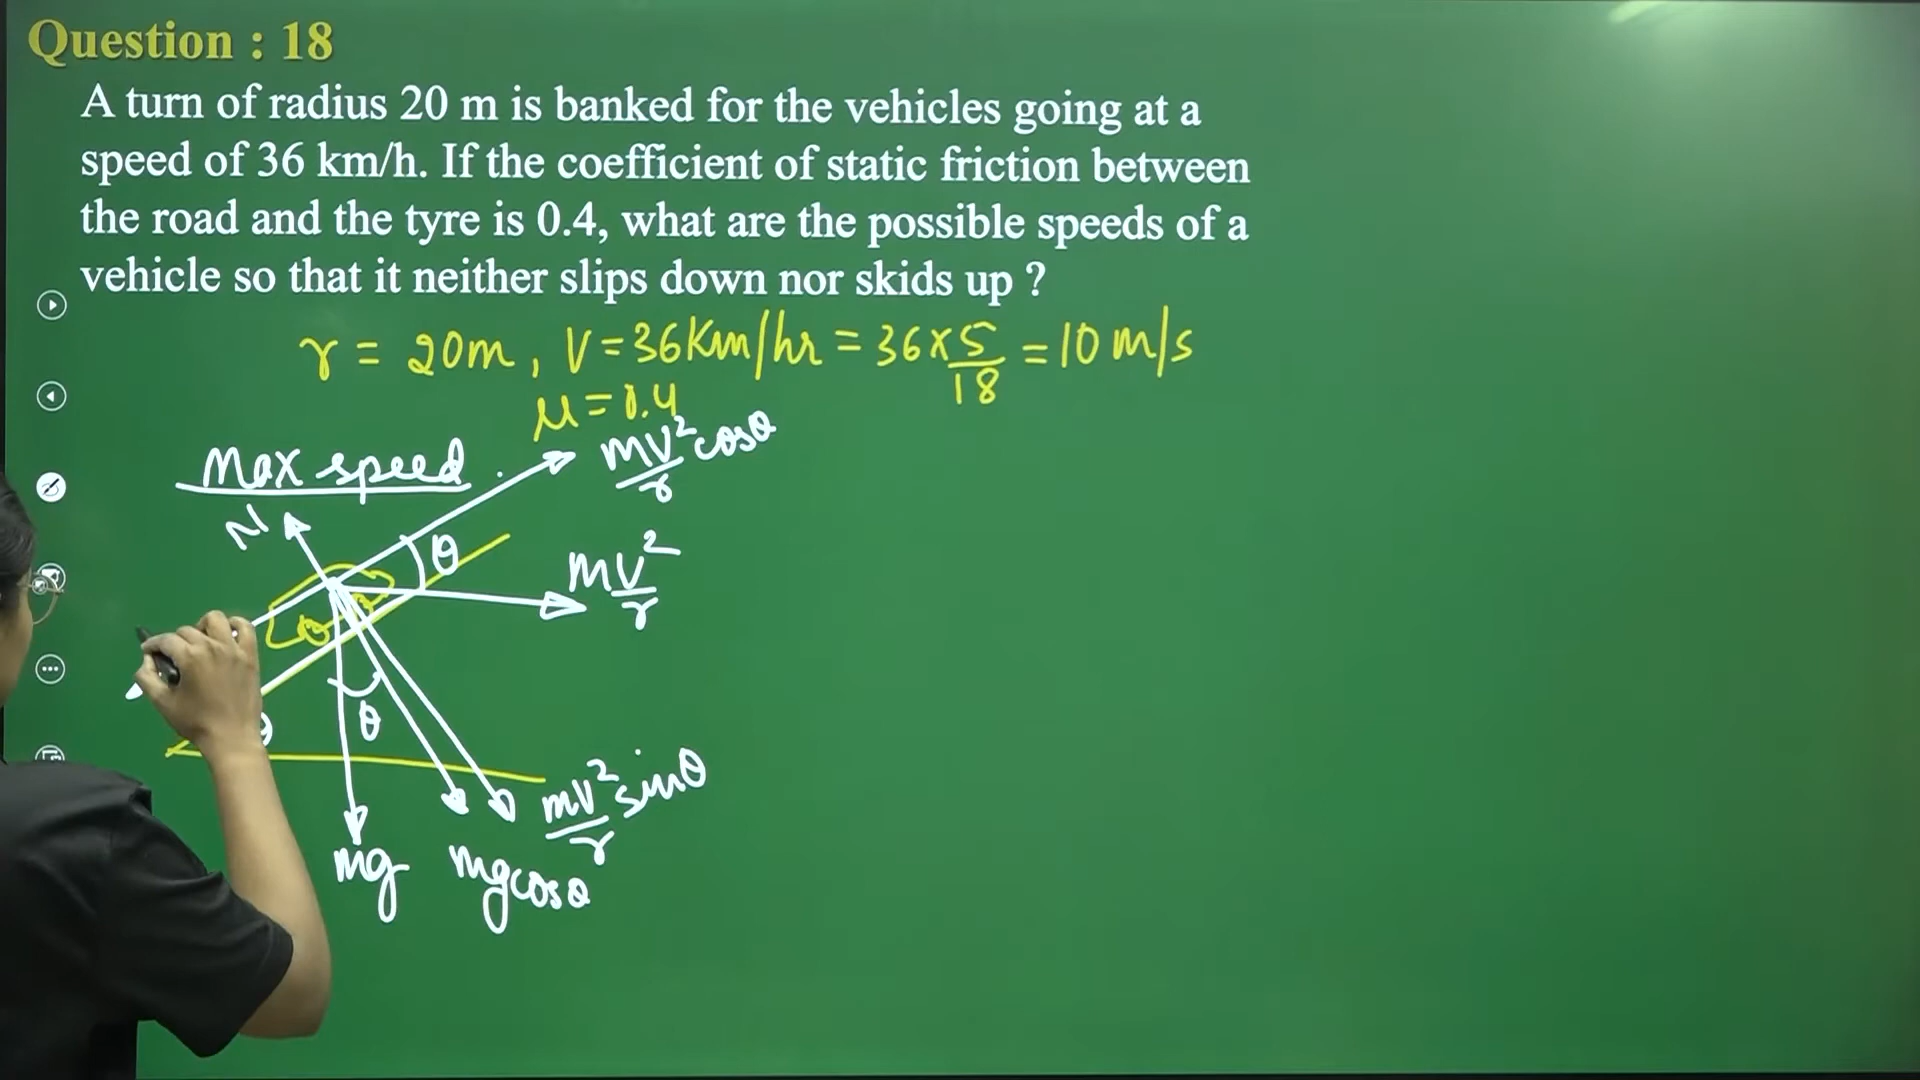 Question : 18
A turn of radius 20 m is banked for the vehicles going at a
speed of 36 km/h. If the coefficient of static friction between
the road and the tyre is 0.4, what are the possible speeds of a
vehicle so that it neither slips down nor skids up ?
r = 20m, V = 36Km/hr = 36 × 5/18 = 10 m/s
μ = 0.4
Max speed
mv²/r cosθ
N
θ
mv²/r
θ
mv²/r sinθ
mg
mgcosθ